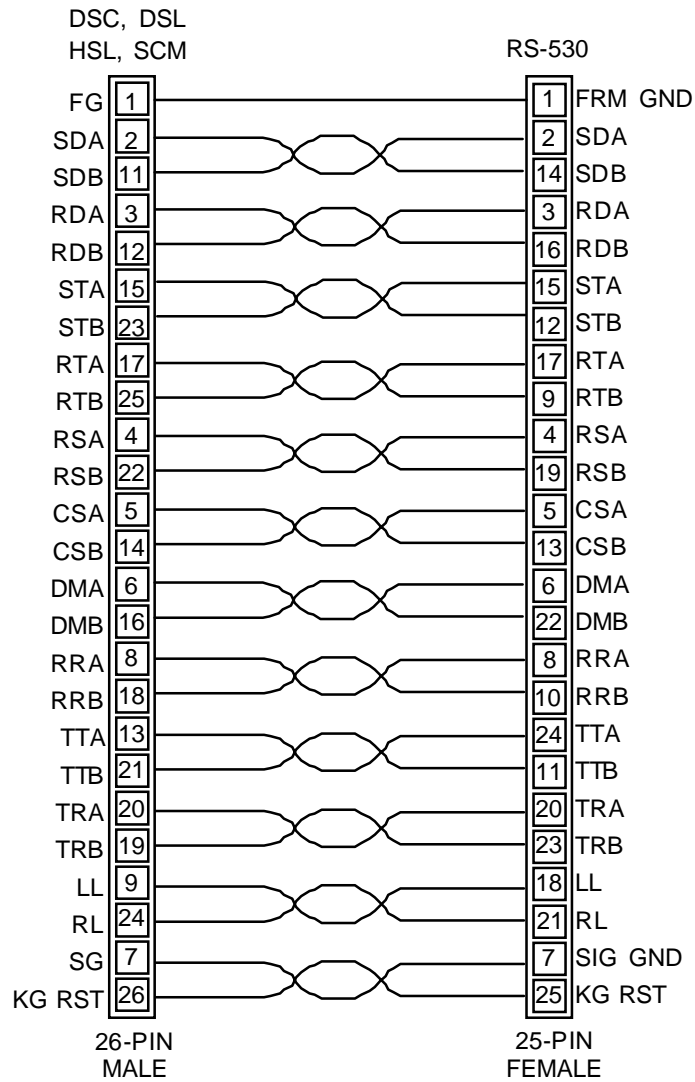 DSC, DSL
HSL, SCM RS-530
FG 1 1 FRM GND
SDA 2 2 SDA
SDB 11 14 SDB
RDA 3 3 RDA
RDB 12 16 RDB
STA 15 15 STA
STB 23 12 STB
RTA 17 17 RTA
RTB 25 9 RTB
RSA 4 4 RSA
RSB 22 19 RSB
CSA 5 5 CSA
CSB 14 13 CSB
DMA 6 6 DMA
DMB 16 22 DMB
RRA 8 8 RRA
RRB 18 10 RRB
TTA 13 24 TTA
TTB 21 11 TTB
TRA 20 20 TRA
TRB 19 23 TRB
LL 9 18 LL
RL 24 21 RL
SG 7 7 SIG GND
KG RST 26 25 KG RST
26-PIN 25-PIN
MALE FEMALE